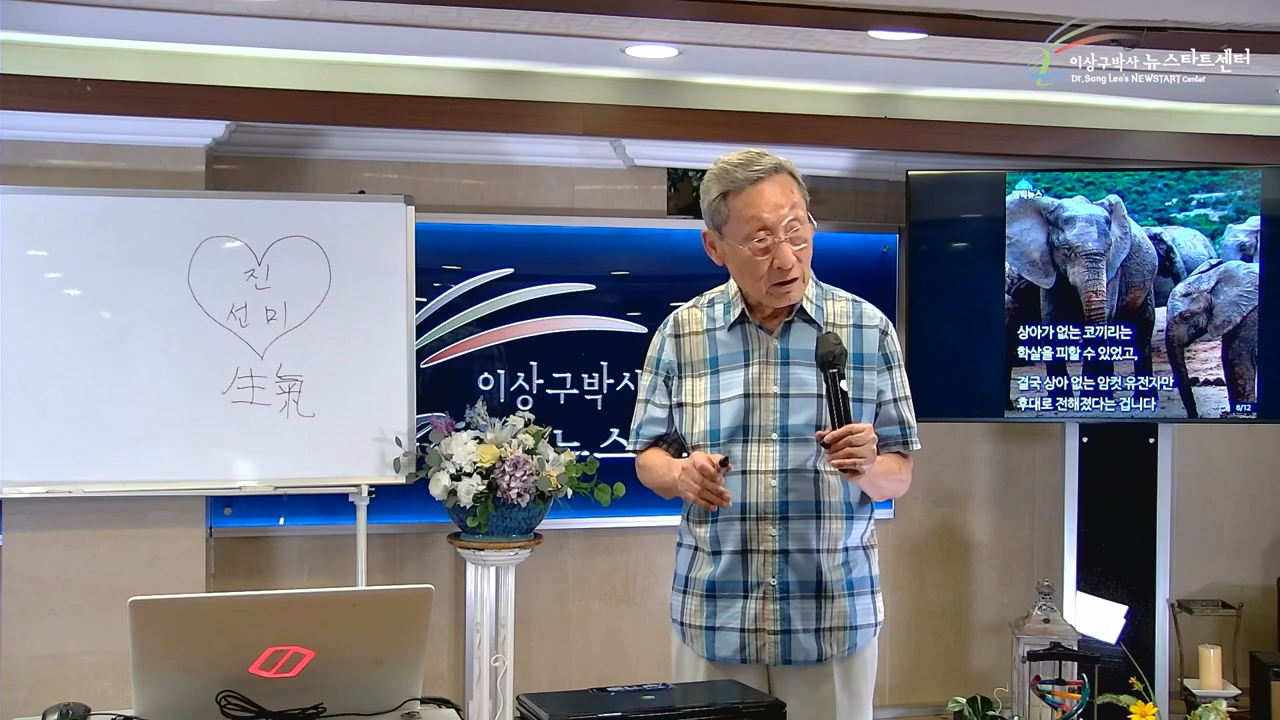 이상구박사 뉴스타트센터
Dr. Sang Lee's NEWSTART Center
진
선 미
生氣
이상구박사
뉴스
상아가 없는 코끼리는
학살을 피할 수 있었고,
결국 상아 없는 암컷 유전자만
후대로 전해졌다는 겁니다
8/12